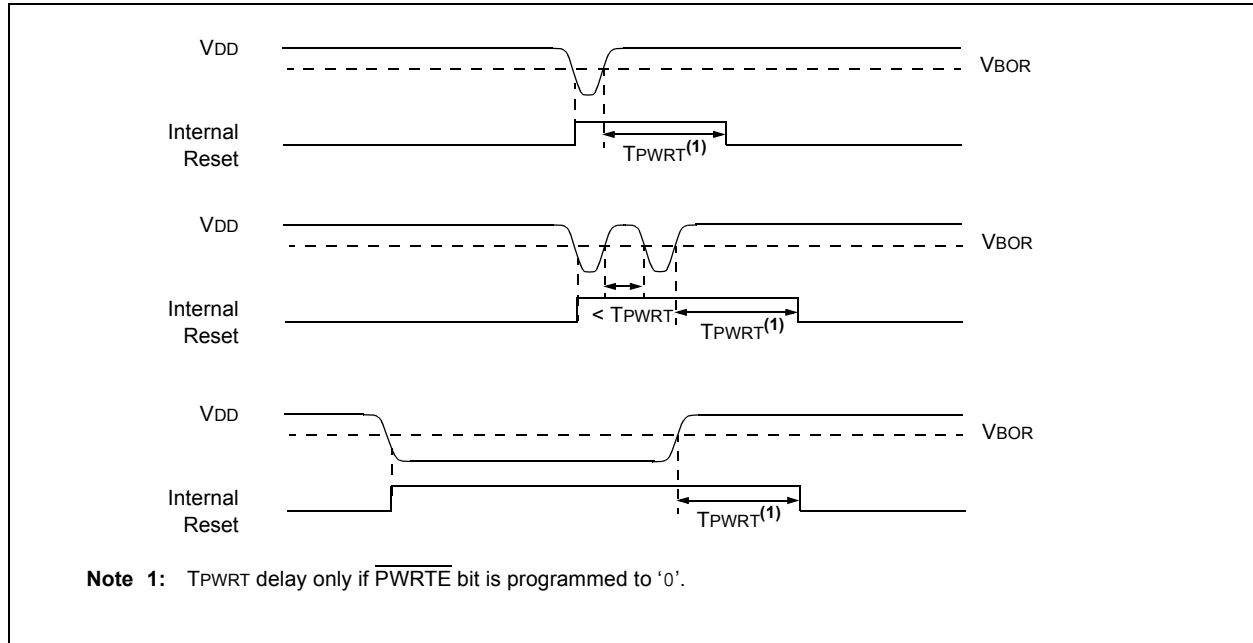 VDD
VBOR
Internal
Reset
TPWRT(1)
VDD
VBOR
Internal
Reset
< TPWRT
TPWRT(1)
VDD
VBOR
Internal
Reset
TPWRT(1)
Note 1: TPWRT delay only if PWRTE bit is programmed to ‘0’.